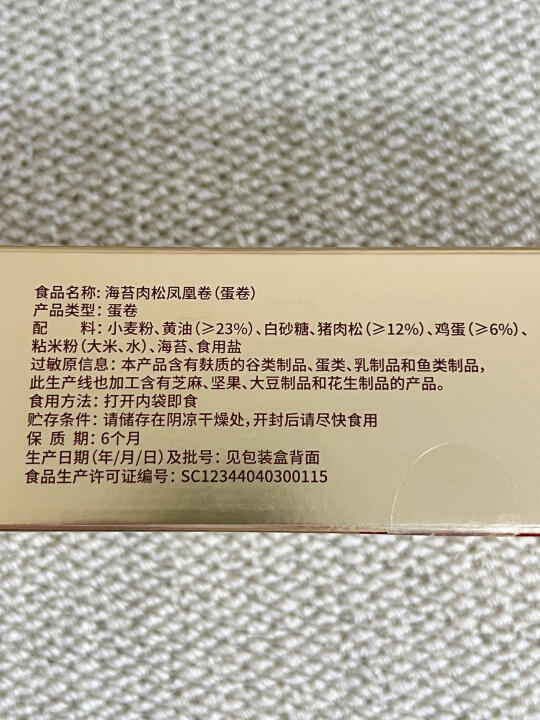 食品名称: 海苔肉松凤凰卷(蛋卷)
产品类型: 蛋卷
配 料: 小麦粉、黄油(≥23%)、白砂糖、猪肉松(≥12%)、鸡蛋(≥6%)、
粘米粉(大米、水)、海苔、食用盐
过敏原信息: 本产品含有麸质的谷类制品、蛋类、乳制品和鱼类制品,
此生产线也加工含有芝麻、坚果、大豆制品和花生制品的产品。
食用方法: 打开内袋即食
贮存条件: 请储存在阴凉干燥处, 开封后请尽快食用
保 质 期: 6个月
生产日期(年/月/日)及批号: 见包装盒背面
食品生产许可证编号: SC12344040300115